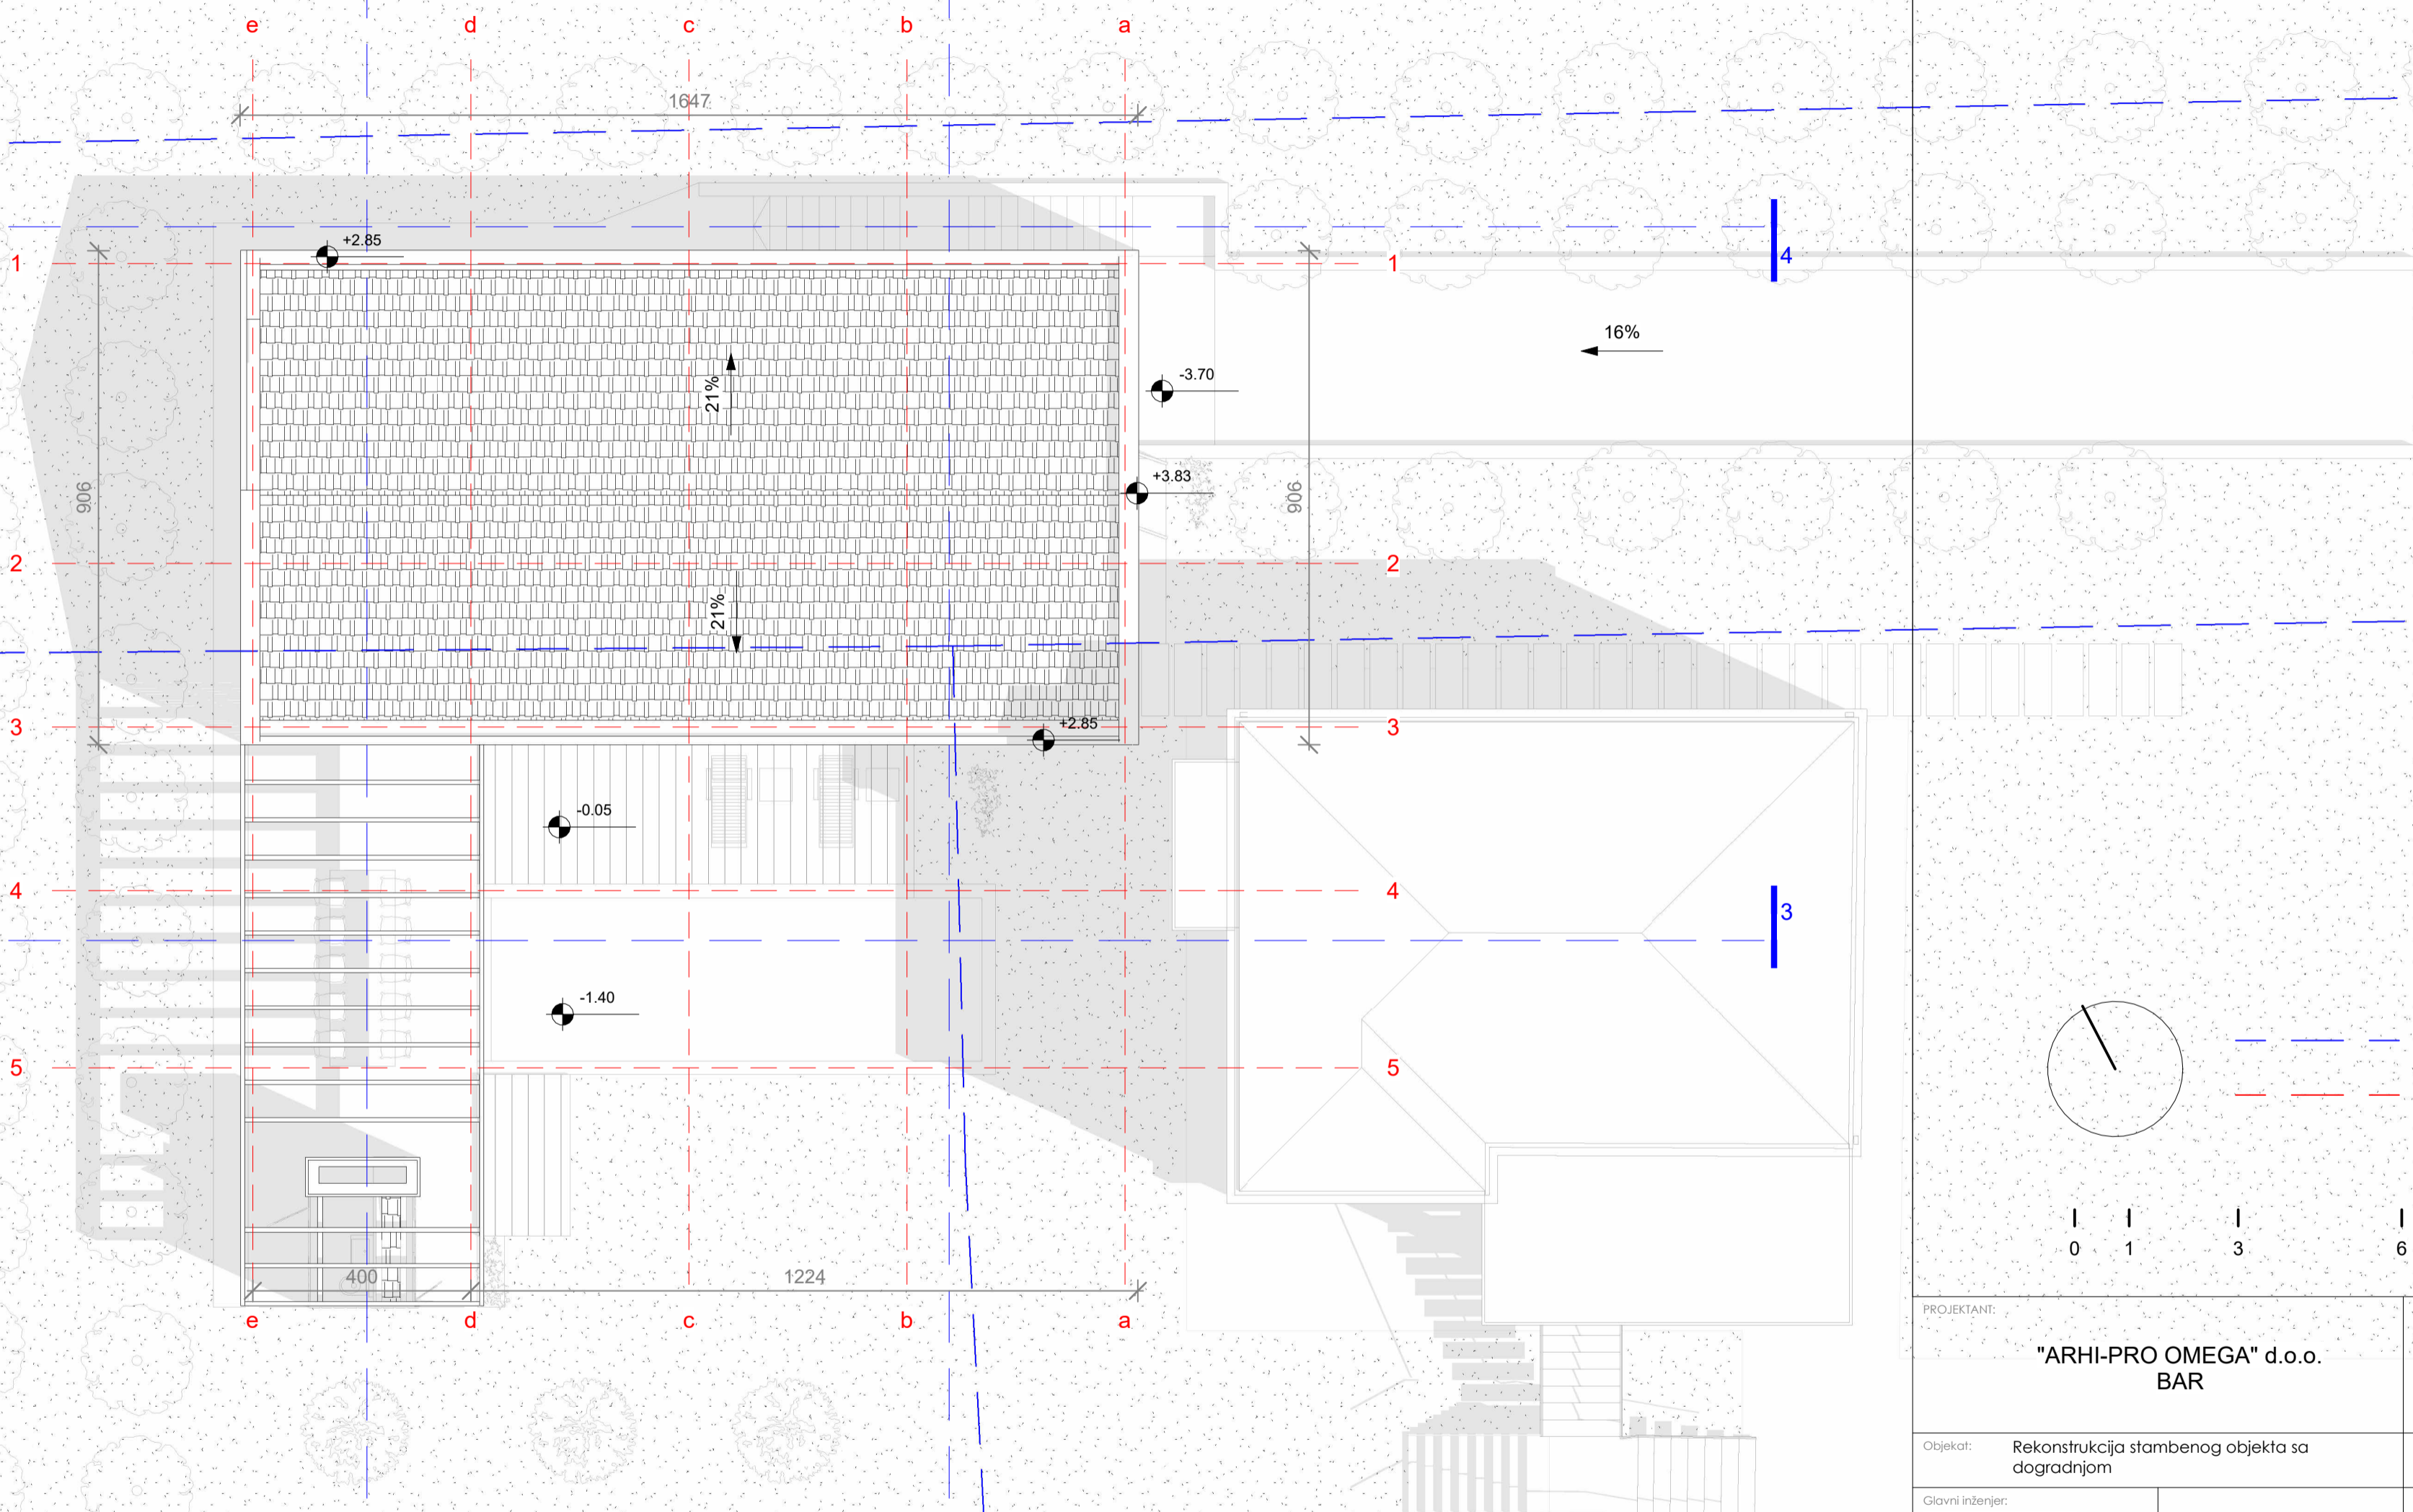 e d c b a
1647
+2.85
1 1
4
16%
21%
-3.70
+3.83
906
906
2 2
21%
3 3
+2.85
-0.05
4 4
3
-1.40
5 5
0 1 3 6
400
1224
e d c b a
PROJEKTANT:
"ARHI-PRO OMEGA" d.o.o.
BAR
Objekat: Rekonstrukcija stambenog objekta sa
dogradnjom
Glavni inženjer: